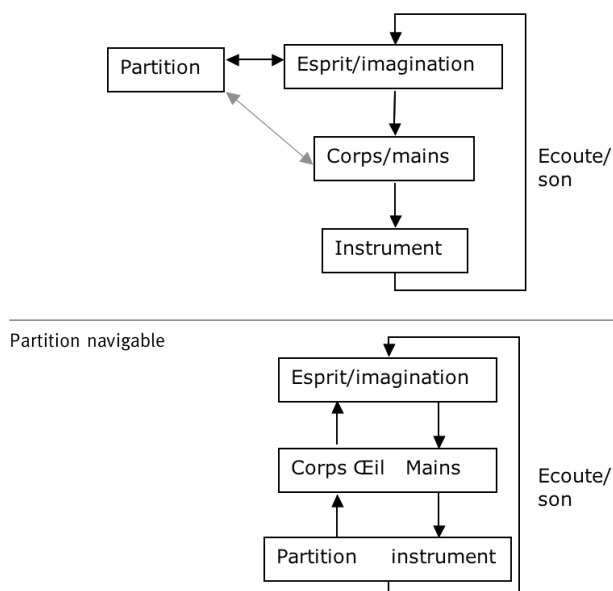 Partition
Esprit/imagination
Corps/mains
Ecoute/
son
Instrument
Partition navigable
Esprit/imagination
Corps Œil Mains
Ecoute/
son
Partition instrument